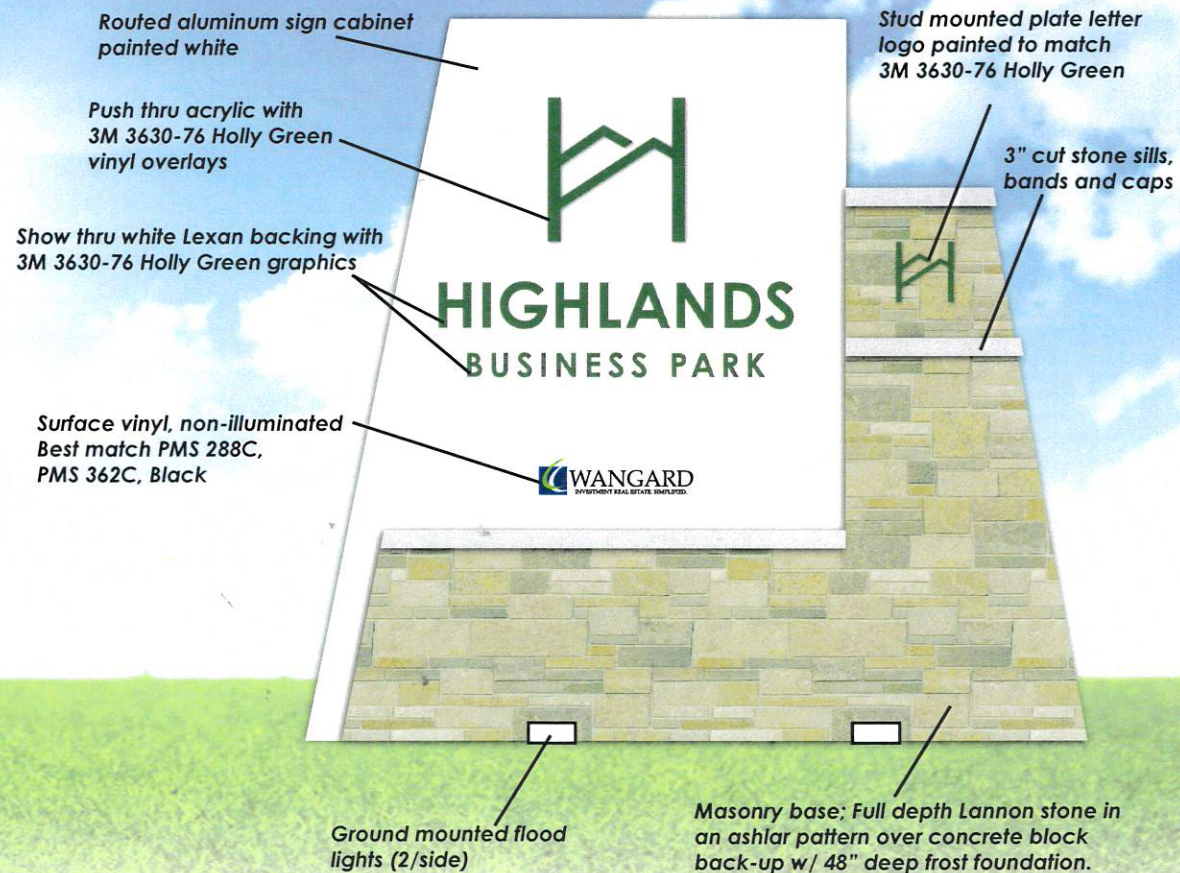 Routed aluminum sign cabinet
painted white
Push thru acrylic with
3M 3630-76 Holly Green
vinyl overlays
Show thru white Lexan backing with
3M 3630-76 Holly Green graphics
Surface vinyl, non-illuminated
Best match PMS 288C,
PMS 362C, Black
HIGHLANDS
BUSINESS PARK
WANGARD
INVESTMENT REAL ESTATE. SIMPLIFIED.
Stud mounted plate letter
logo painted to match
3M 3630-76 Holly Green
3" cut stone sills,
bands and caps
Ground mounted flood
lights (2/side)
Masonry base; Full depth Lannon stone in
an ashlar pattern over concrete block
back-up w/ 48" deep frost foundation.